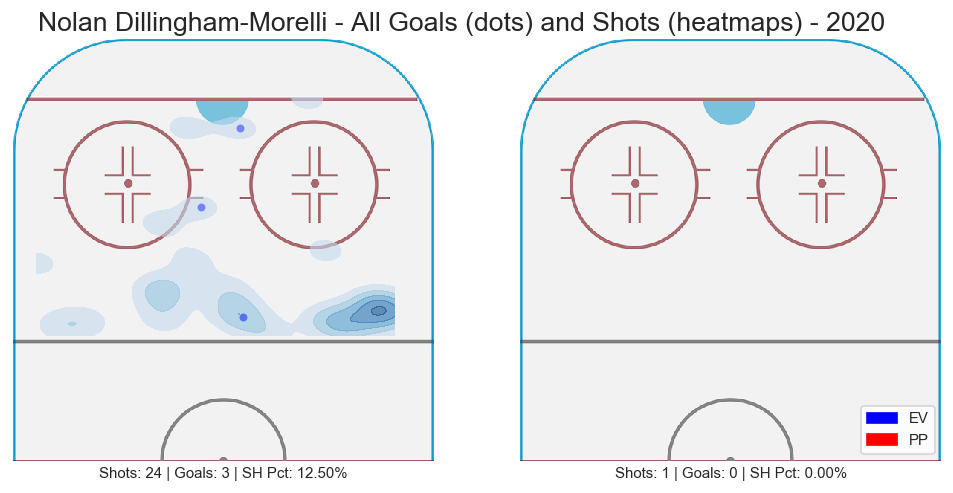 Nolan Dillingham-Morelli - All Goals (dots) and Shots (heatmaps) - 2020
EV
PP
Shots: 24 | Goals: 3 | SH Pct: 12.50%
Shots: 1 | Goals: 0 | SH Pct: 0.00%